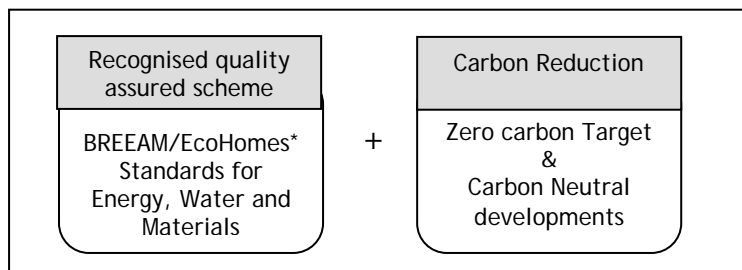 Recognised quality
assured scheme
BREEAM/EcoHomes*
Standards for
Energy, Water and
Materials
+
Carbon Reduction
Zero carbon Target
&
Carbon Neutral
developments